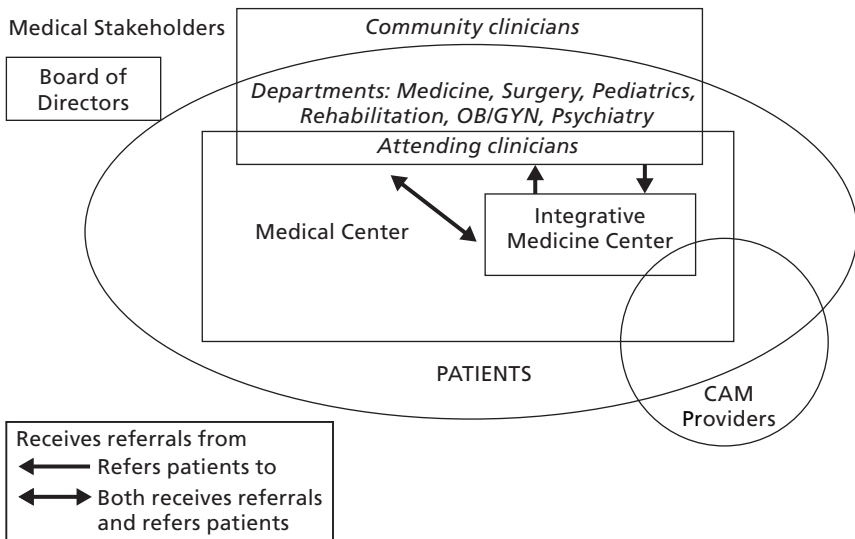 Medical Stakeholders
Community clinicians
Board of
Directors
Departments: Medicine, Surgery, Pediatrics,
Rehabilitation, OB/GYN, Psychiatry
Attending clinicians
Medical Center
Integrative
Medicine Center
PATIENTS
CAM
Providers
Receives referrals from
Refers patients to
Both receives referrals
and refers patients